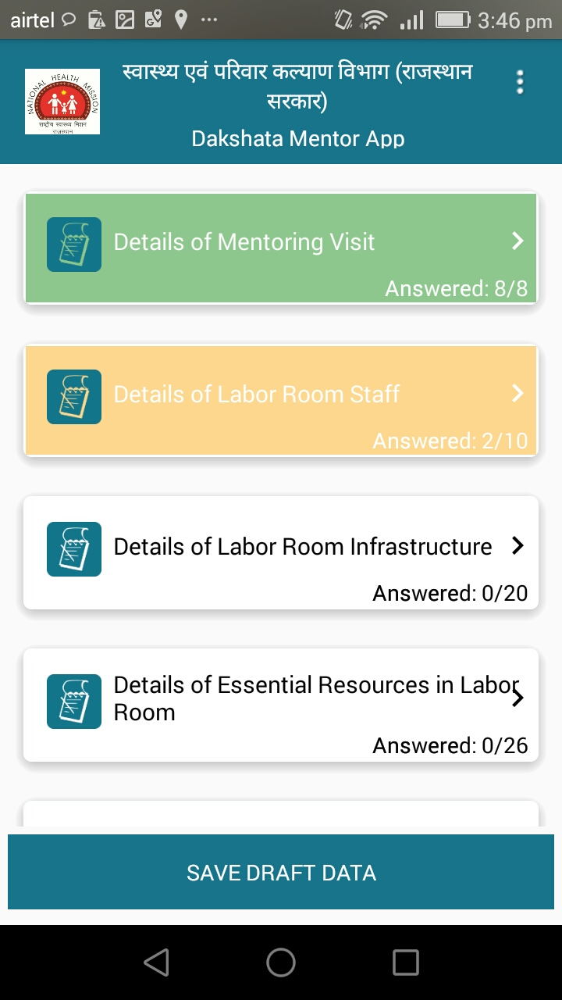 airtel
3:46 pm
NATIONAL HEALTH MISSION
राष्ट्रीय स्वास्थ्य मिशन
राजस्थान
स्वास्थ्य एवं परिवार कल्याण विभाग (राजस्थान
सरकार)
Dakshata Mentor App
Details of Mentoring Visit
Answered: 8/8
Details of Labor Room Staff
Answered: 2/10
Details of Labor Room Infrastructure
Answered: 0/20
Details of Essential Resources in Labor
Room
Answered: 0/26
SAVE DRAFT DATA